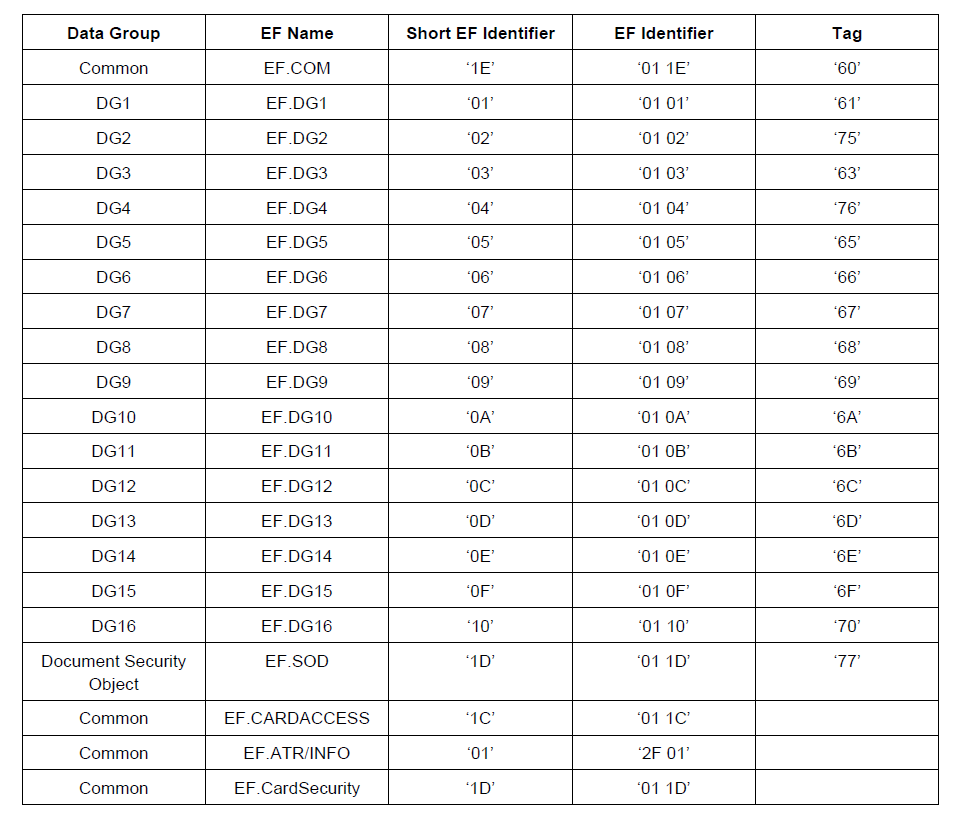 Data Group EF Name Short EF Identifier EF Identifier Tag
Common EF.COM ‘1E’ ‘01 1E’ ‘60’
DG1 EF.DG1 ‘01’ ‘01 01’ ‘61’
DG2 EF.DG2 ‘02’ ‘01 02’ ‘75’
DG3 EF.DG3 ‘03’ ‘01 03’ ‘63’
DG4 EF.DG4 ‘04’ ‘01 04’ ‘76’
DG5 EF.DG5 ‘05’ ‘01 05’ ‘65’
DG6 EF.DG6 ‘06’ ‘01 06’ ‘66’
DG7 EF.DG7 ‘07’ ‘01 07’ ‘67’
DG8 EF.DG8 ‘08’ ‘01 08’ ‘68’
DG9 EF.DG9 ‘09’ ‘01 09’ ‘69’
DG10 EF.DG10 ‘0A’ ‘01 0A’ ‘6A’
DG11 EF.DG11 ‘0B’ ‘01 0B’ ‘6B’
DG12 EF.DG12 ‘0C’ ‘01 0C’ ‘6C’
DG13 EF.DG13 ‘0D’ ‘01 0D’ ‘6D’
DG14 EF.DG14 ‘0E’ ‘01 0E’ ‘6E’
DG15 EF.DG15 ‘0F’ ‘01 0F’ ‘6F’
DG16 EF.DG16 ‘10’ ‘01 10’ ‘70’
Document Security EF.SOD ‘1D’ ‘01 1D’ ‘77’
Object
Common EF.CARDACCESS ‘1C’ ‘01 1C’
Common EF.ATR/INFO ‘01’ ‘2F 01’
Common EF.CardSecurity ‘1D’ ‘01 1D’